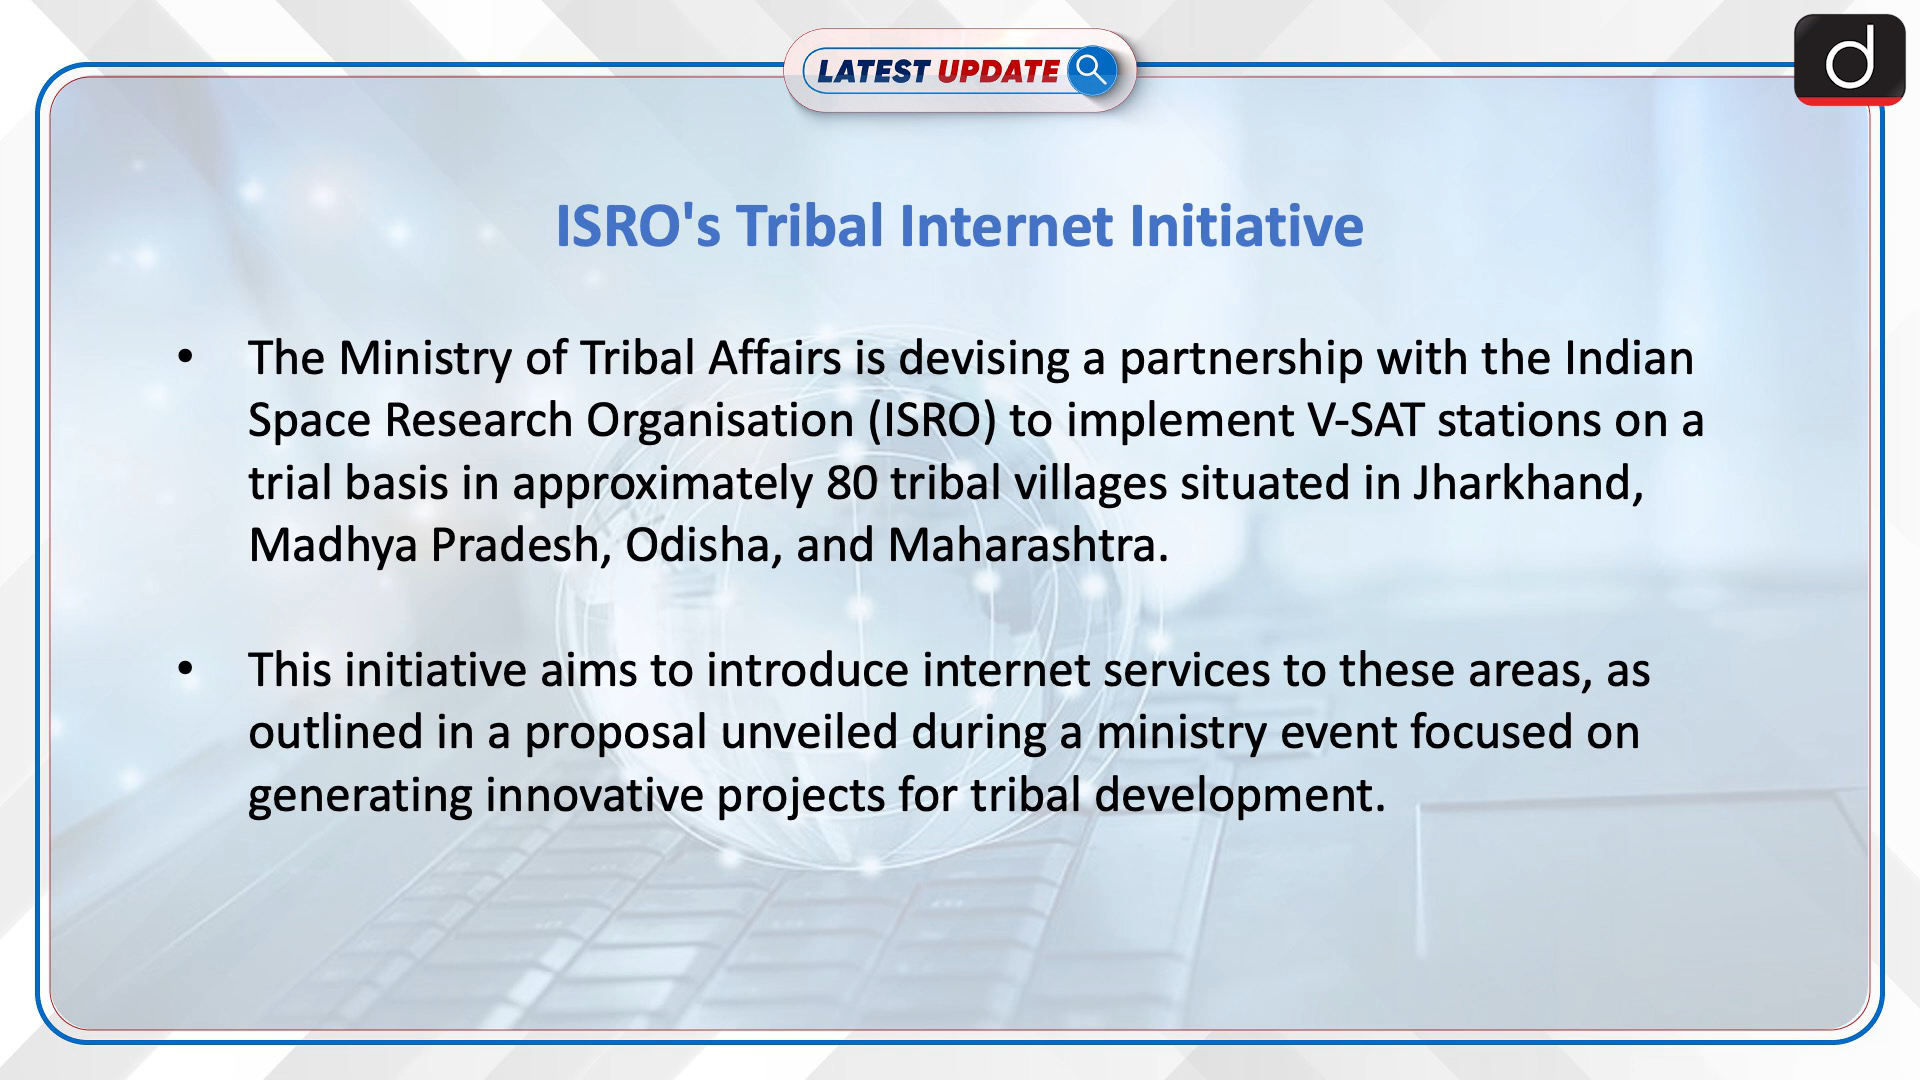 LATEST UPDATE
d
ISRO's Tribal Internet Initiative
• The Ministry of Tribal Affairs is devising a partnership with the Indian
Space Research Organisation (ISRO) to implement V-SAT stations on a
trial basis in approximately 80 tribal villages situated in Jharkhand,
Madhya Pradesh, Odisha, and Maharashtra.
• This initiative aims to introduce internet services to these areas, as
outlined in a proposal unveiled during a ministry event focused on
generating innovative projects for tribal development.